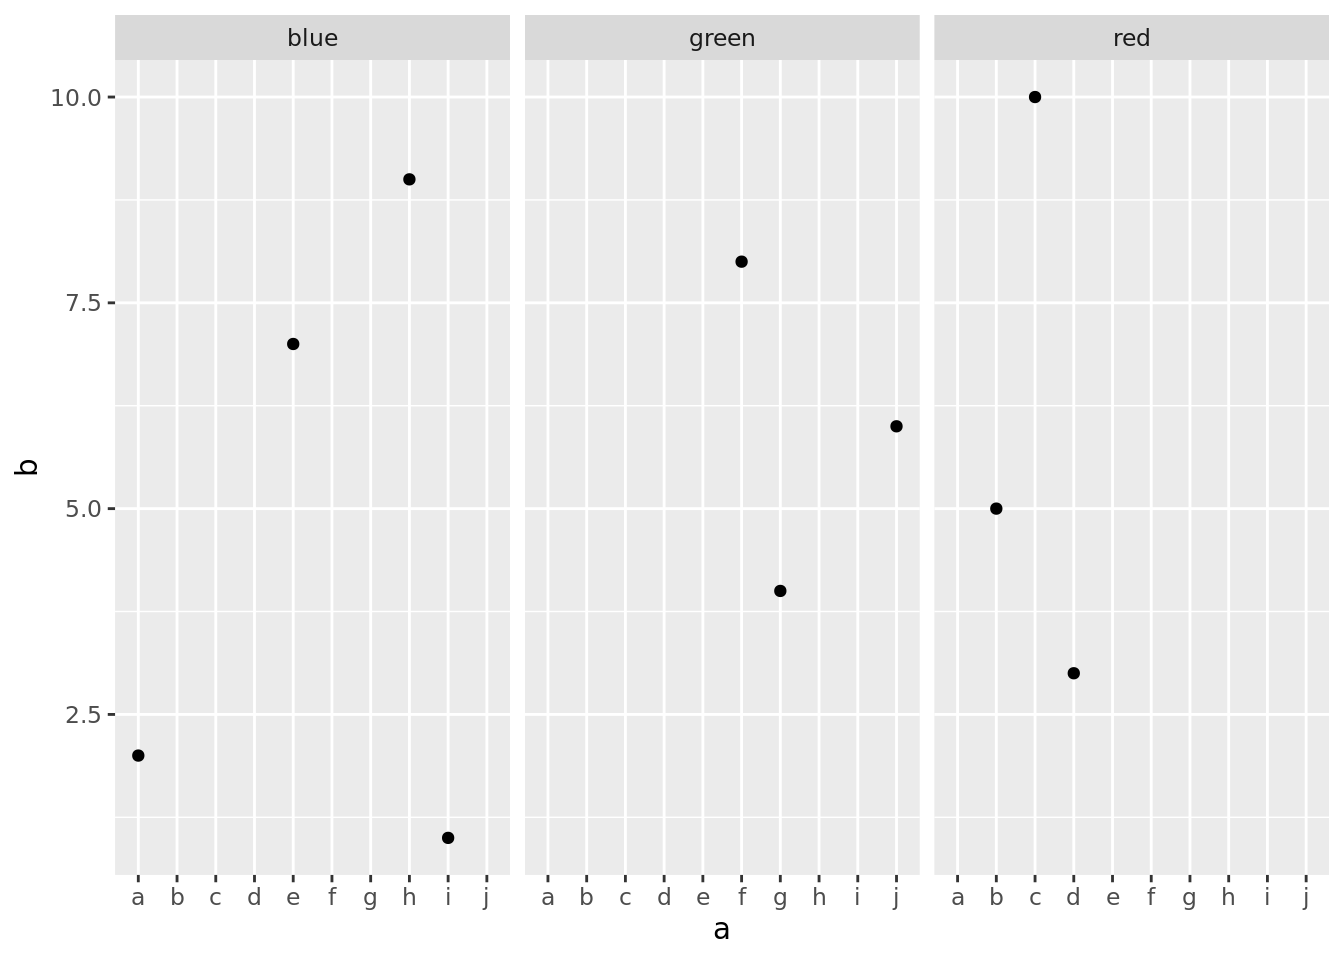 blue green red
10.0
7.5
5.0
2.5
b
a b c d e f g h i j a b c d e f g h i j a b c d e f g h i j
a